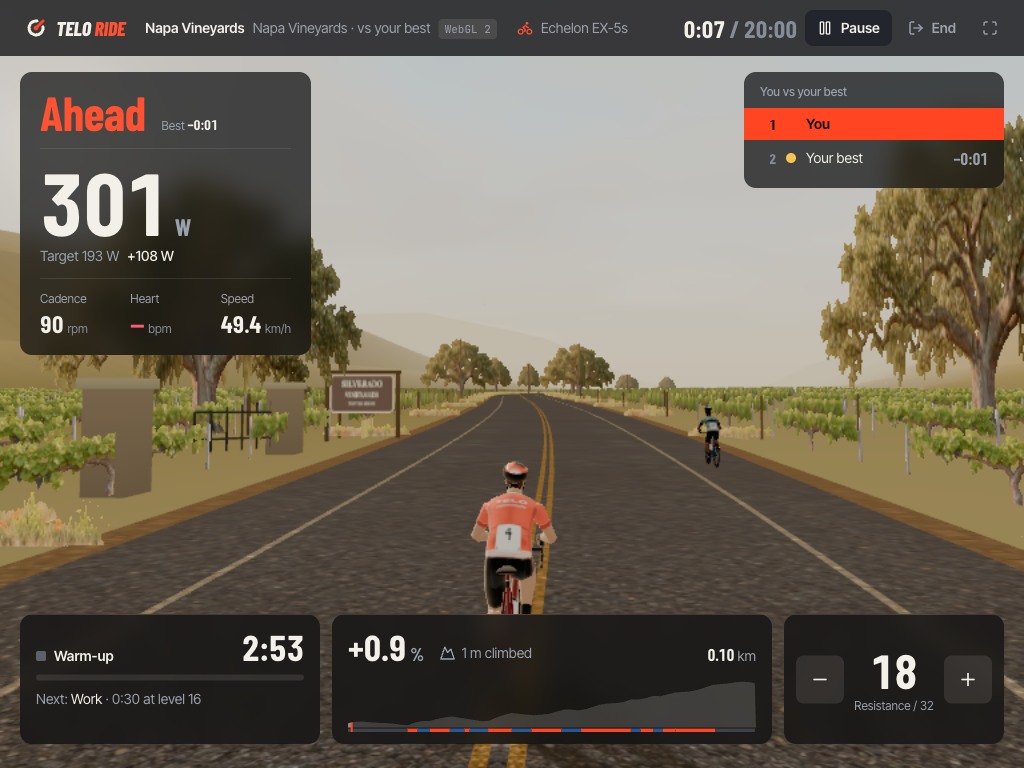 TELO RIDE
Napa Vineyards Napa Vineyards · vs your best WebGL 2 Echelon EX-5s 0:07 / 20:00 Pause End
Ahead Best −0:01
301 W
Target 193 W +108 W
Cadence Heart Speed
90 rpm – bpm 49.4 km/h
You vs your best
1 You
2 Your best −0:01
SILVERADO
VINEYARDS
TELO
4
Warm-up 2:53
Next: Work · 0:30 at level 16
+0.9 % 1 m climbed 0.10 km
− 18 +
Resistance / 32